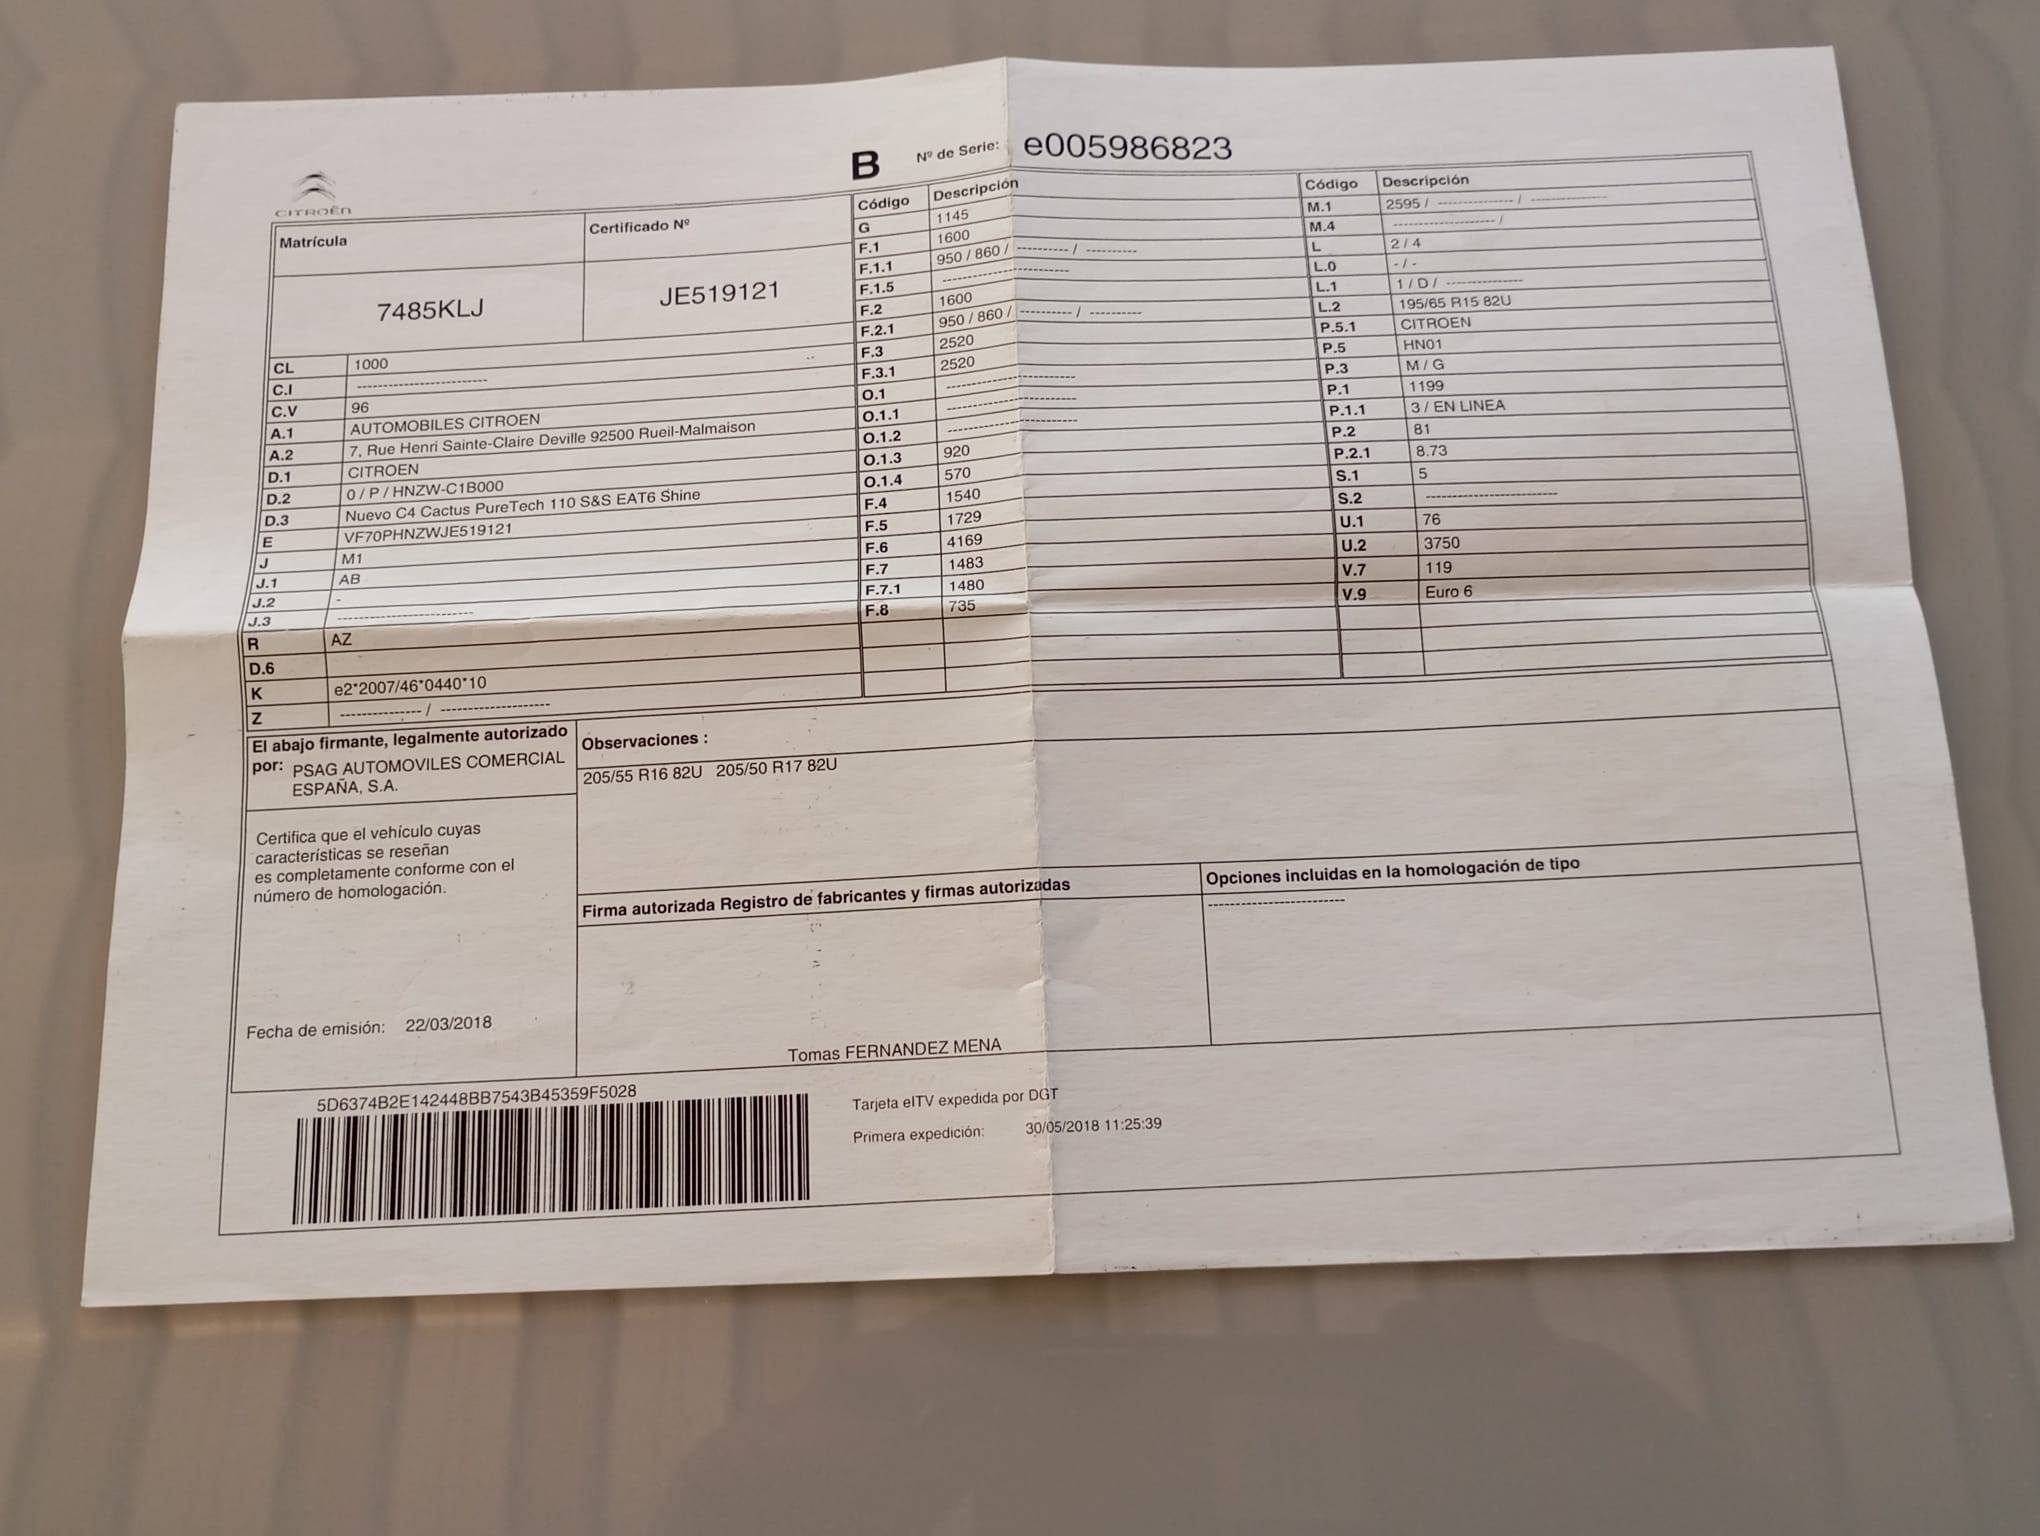 CITROËN
B Nº de Serie: e005986823
Matrícula
Certificado Nº
7485KLJ
JE519121
CL 1000
C.I -------------------------
C.V 96
A.1 AUTOMOBILES CITROEN
A.2 7, Rue Henri Sainte-Claire Deville 92500 Rueil-Malmaison
D.1 CITROEN
D.2 0 / P / HNZW-C1B000
D.3 Nuevo C4 Cactus PureTech 110 S&S EAT6 Shine
E VF70PHNZWJE519121
J M1
J.1 AB
J.2 -
J.3 -------------------------
R AZ
D.6
K e2*2007/46*0440*10
Z --------------- / --------------------
Código Descripción
G 1145
F.1 1600
F.1.1 950 / 860 / ---------- / ----------
F.1.5 -------------------------
F.2 1600
F.2.1 950 / 860 / ---------- / ----------
F.3 2520
F.3.1 2520
O.1 -------------------------
O.1.1 -------------------------
O.1.2 -------------------------
O.1.3 920
O.1.4 570
F.4 1540
F.5 1729
F.6 4169
F.7 1483
F.7.1 1480
F.8 735
Código Descripción
M.1 2595 / --------------- / ---------------
M.4 -------------------- /
L 2 / 4
L.0 - / -
L.1 1 / D / ---------------
L.2 195/65 R15 82U
P.5.1 CITROEN
P.5 HN01
P.3 M / G
P.1 1199
P.1.1 3 / EN LINEA
P.2 81
P.2.1 8.73
S.1 5
S.2 -------------------------
U.1 76
U.2 3750
V.7 119
V.9 Euro 6
El abajo firmante, legalmente autorizado
por: PSAG AUTOMOVILES COMERCIAL
ESPAÑA, S.A.
Observaciones :
205/55 R16 82U 205/50 R17 82U
Certifica que el vehículo cuyas
características se reseñan
es completamente conforme con el
número de homologación.
Fecha de emisión: 22/03/2018
Firma autorizada Registro de fabricantes y firmas autorizadas
Tomas FERNANDEZ MENA
Opciones incluidas en la homologación de tipo
-------------------------
5D6374B2E142448BB7543B45359F5028
Tarjeta eITV expedida por DGT
Primera expedición: 30/05/2018 11:25:39